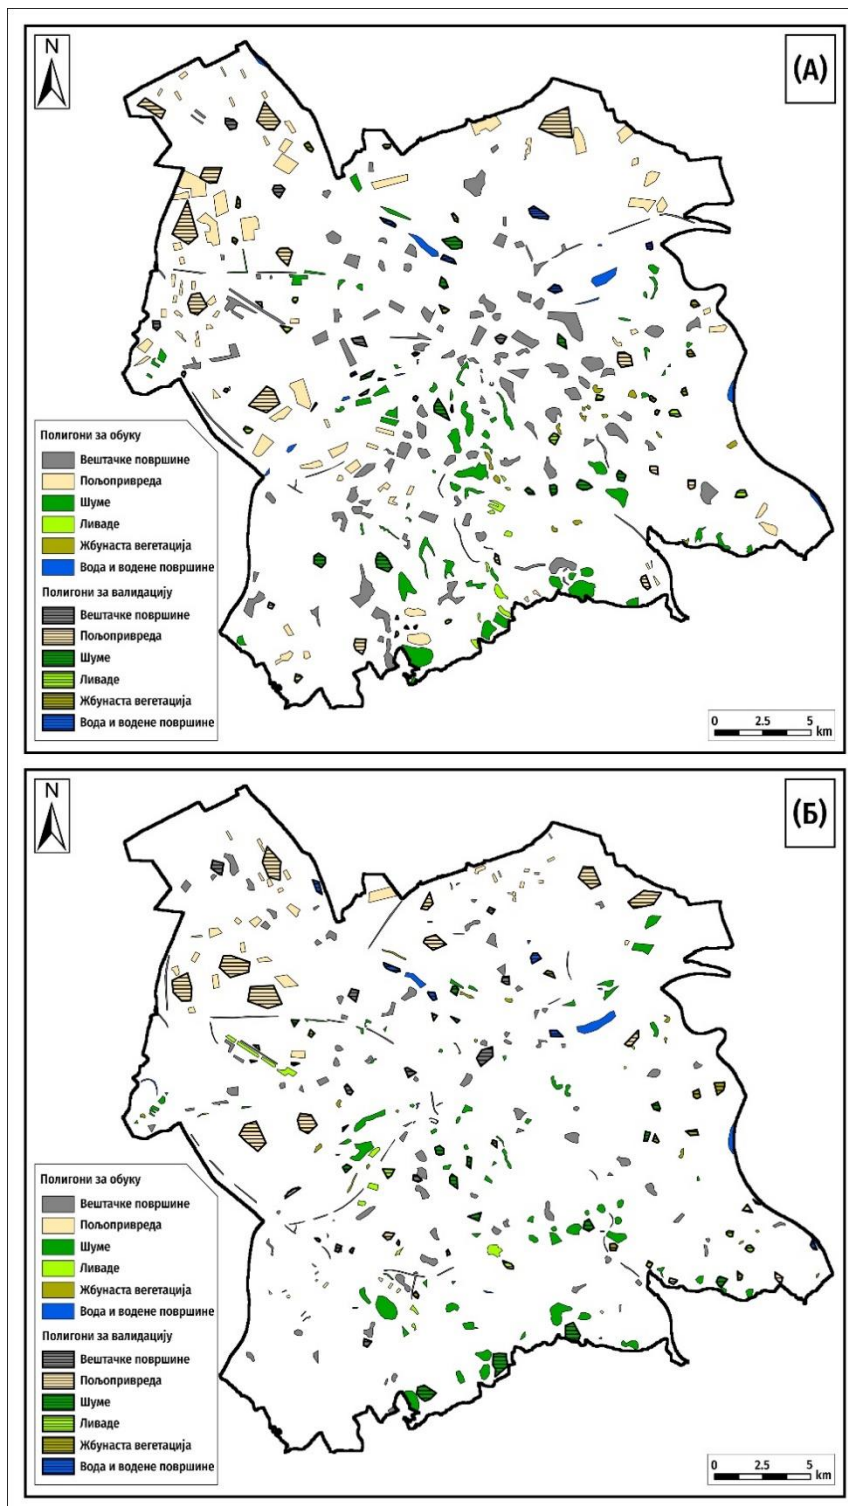 N
(А)
Полигони за обуку
Вештачке површине
Пољопривреда
Шуме
Ливаде
Жбунаста вегетација
Вода и водене површине
Полигони за валидацију
Вештачке површине
Пољопривреда
Шуме
Ливаде
Жбунаста вегетација
Вода и водене површине
0 2.5 5
km
N
(Б)
Полигони за обуку
Вештачке површине
Пољопривреда
Шуме
Ливаде
Жбунаста вегетација
Вода и водене површине
Полигони за валидацију
Вештачке површине
Пољопривреда
Шуме
Ливаде
Жбунаста вегетација
Вода и водене површине
0 2.5 5
km